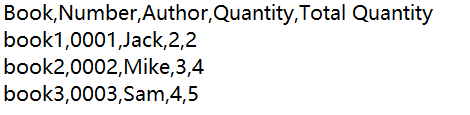 Book,Number,Author,Quantity,Total Quantity
book1,0001,Jack,2,2
book2,0002,Mike,3,4
book3,0003,Sam,4,5